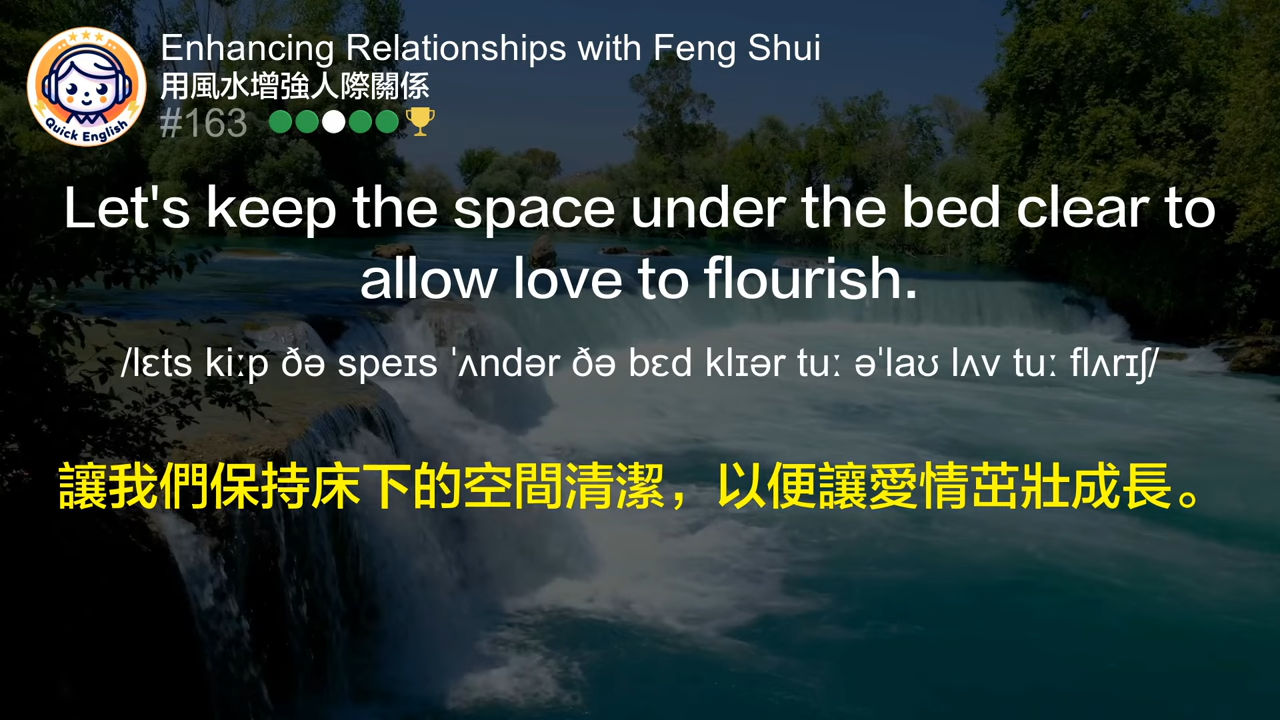 Quick English
Enhancing Relationships with Feng Shui
用風水增強人際關係
#163
Let's keep the space under the bed clear to
allow love to flourish.
/lɛts kiːp ðə speɪs ˈʌndər ðə bɛd klɪər tuː əˈlaʊ lʌv tuː flʌrɪʃ/
讓我們保持床下的空間清潔，以便讓愛情茁壯成長。